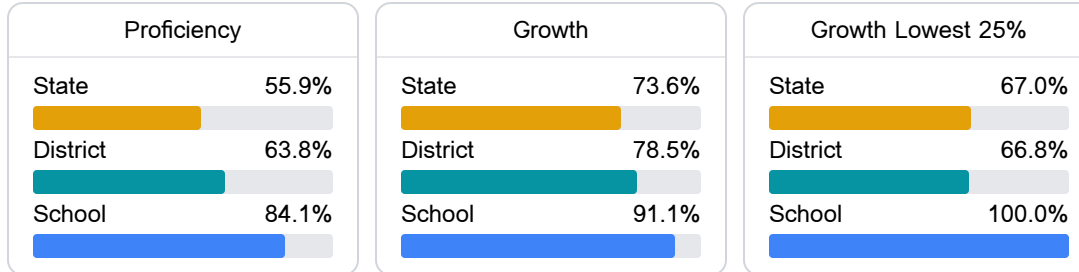 Proficiency
State 55.9%
District 63.8%
School 84.1%
Growth
State 73.6%
District 78.5%
School 91.1%
Growth Lowest 25%
State 67.0%
District 66.8%
School 100.0%